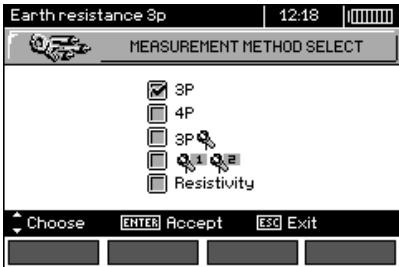 Earth resistance 3p 12:18
MEASUREMENT METHOD SELECT
3P
4P
3P
1 2
Resistivity
Choose ENTER Accept ESC Exit